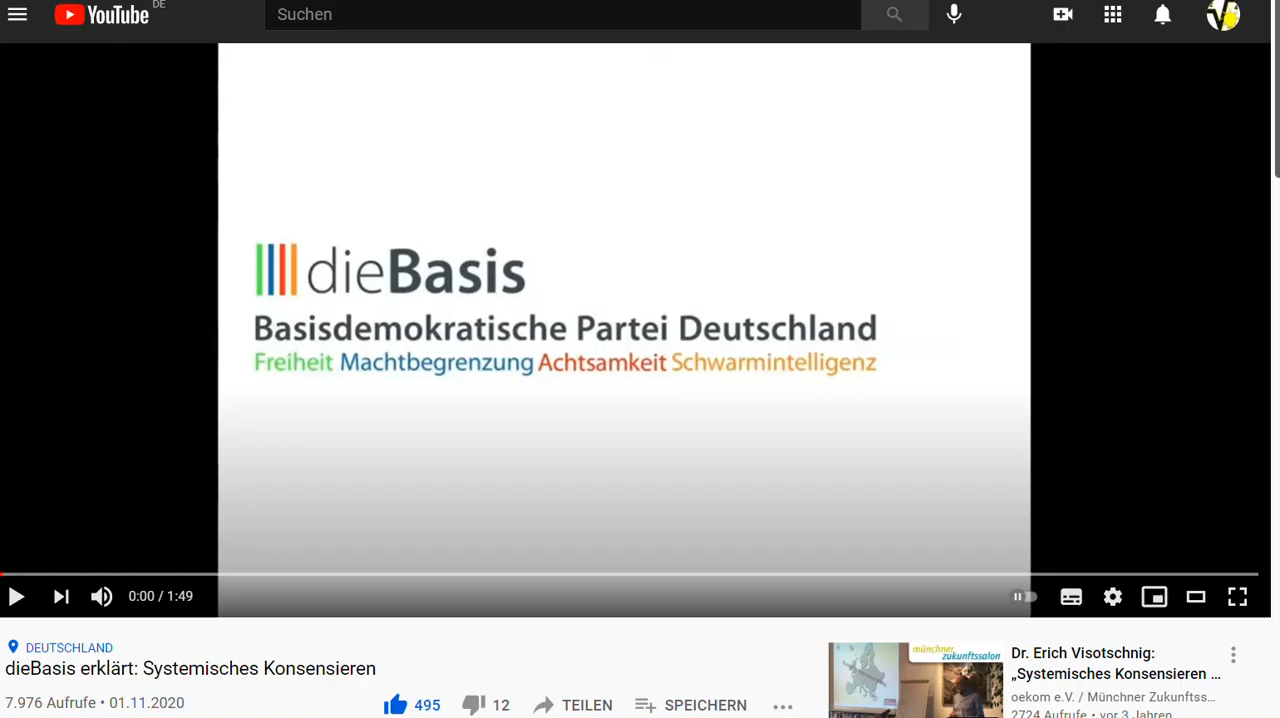 YouTube DE
Suchen
dieBasis
Basisdemokratische Partei Deutschland
Freiheit Machtbegrenzung Achtsamkeit Schwarmintelligenz
0:00 / 1:49
DEUTSCHLAND
dieBasis erklärt: Systemisches Konsensieren
7.976 Aufrufe • 01.11.2020
495
12
TEILEN
SPEICHERN
münchner
zukunftssalon
Dr. Erich Visotschnig:
„Systemisches Konsensieren ...
oekom e.V. / Münchner Zukunftss...
2724 Aufrufe • vor 3 Jahren